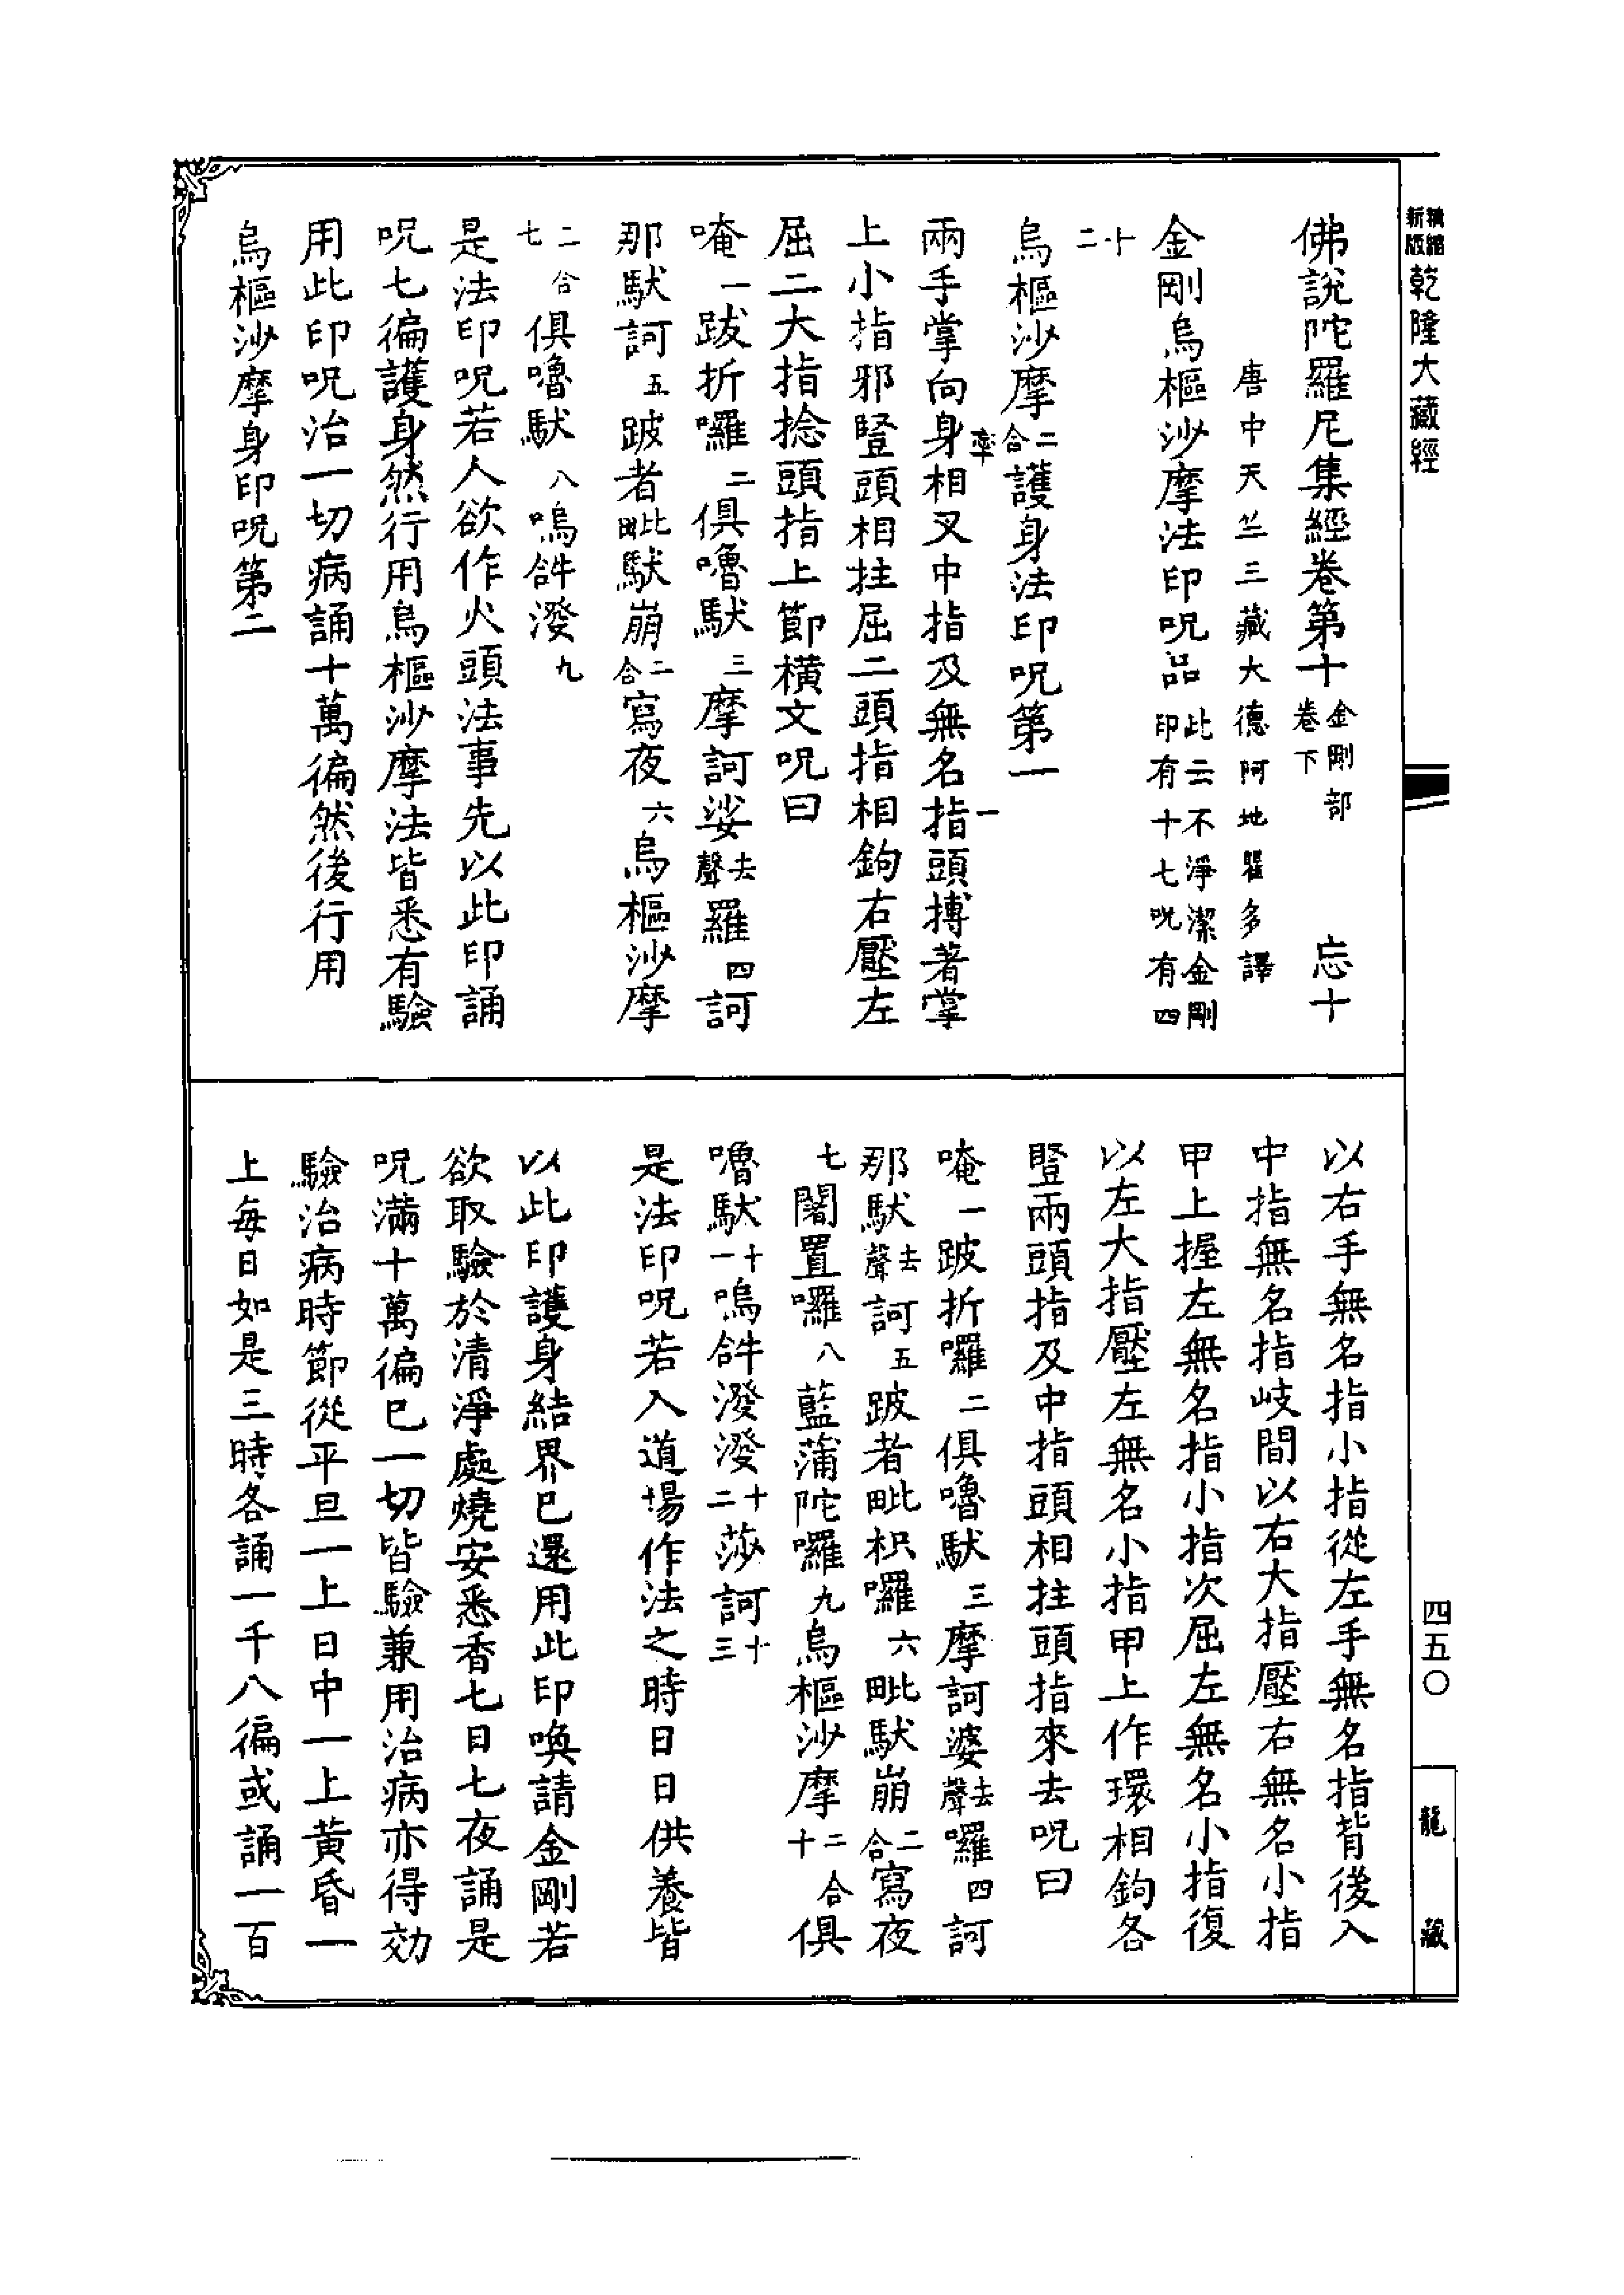 精縮新版乾隆大藏經
佛說陀羅尼集經卷第十金剛部卷下 忘十
唐中天竺三藏大德阿地瞿多譯
金剛烏樞沙摩法印呪品此云不淨潔金剛印有十七呪有四
十二
烏樞沙摩二合護身法印呪第一率一
兩手掌向身相叉中指及無名指頭搏著掌
上小指邪豎頭相拄屈二頭指相鉤右壓左
屈二大指捻頭指上節橫文呪曰
唵一跋折囉二俱嚕馱三摩訶娑去聲羅四訶
那馱訶五跛者毗馱崩二合寫夜六烏樞沙摩
二合七俱嚕馱八嗚𤙖潑九
是法印呪若人欲作火頭法事先以此印誦
呪七徧護身然行用烏樞沙摩法皆悉有驗
用此印呪治一切病誦十萬徧然後行用
烏樞沙摩身印呪第二
以右手無名指小指從左手無名指背後入
中指無名指岐間以右大指壓右無名小指
甲上握左無名指小指次屈左無名小指復
以左大指壓左無名小指甲上作環相鉤各
豎兩頭指及中指頭相拄頭指來去呪曰
唵一跛折囉二俱嚕馱三摩訶婆去聲囉四訶
那馱去聲訶五跛者毗枳囉六毗馱崩二合寫夜
七闍置囉八藍蒲陀囉九烏樞沙摩二合十俱
嚕馱十一嗚𤙖潑潑十二莎訶十三
是法印呪若入道場作法之時日日供養皆
以此印護身結界已還用此印喚請金剛若
欲取驗於清淨處燒安悉香七日七夜誦是
呪滿十萬徧已一切皆驗兼用治病亦得効
驗治病時節從平旦一上日中一上黃昏一
上每日如是三時各誦一千八徧或誦一百
四五〇
龍藏